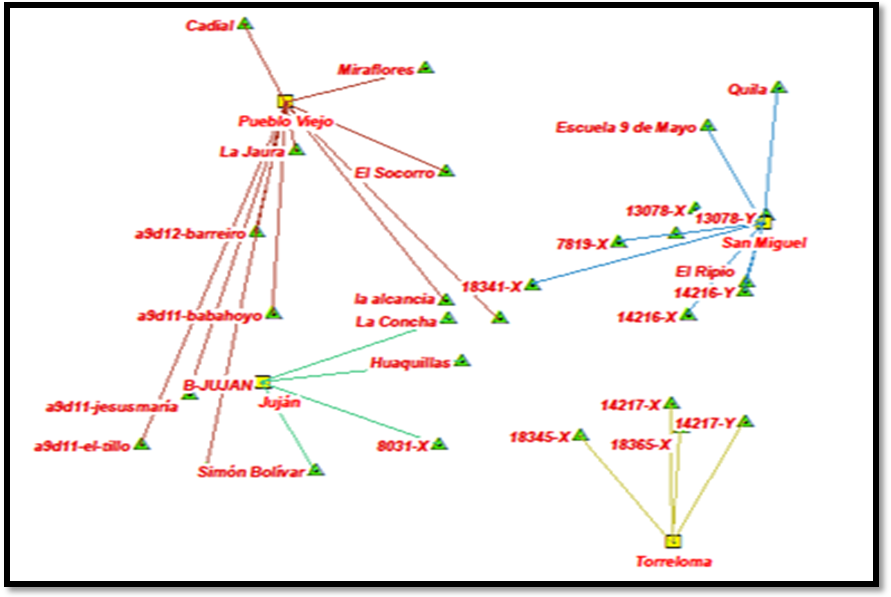 Cadial
Miraflores
Quila
Pueblo Viejo
Escuela 9 de Mayo
La Jaura
El Socorro
13078-X
13078-Y
a9d12-barreiro
7819-X
San Miguel
El Ripio
18341-X
14216-Y
la alcancia
a9d11-babahoyo
La Concha
14216-X
Huaquillas
B-JUJAN
Juján
a9d11-jesusmaría
14217-X
14217-Y
18345-X
18365-X
a9d11-el-tillo
8031-X
Simón Bolívar
Torreloma